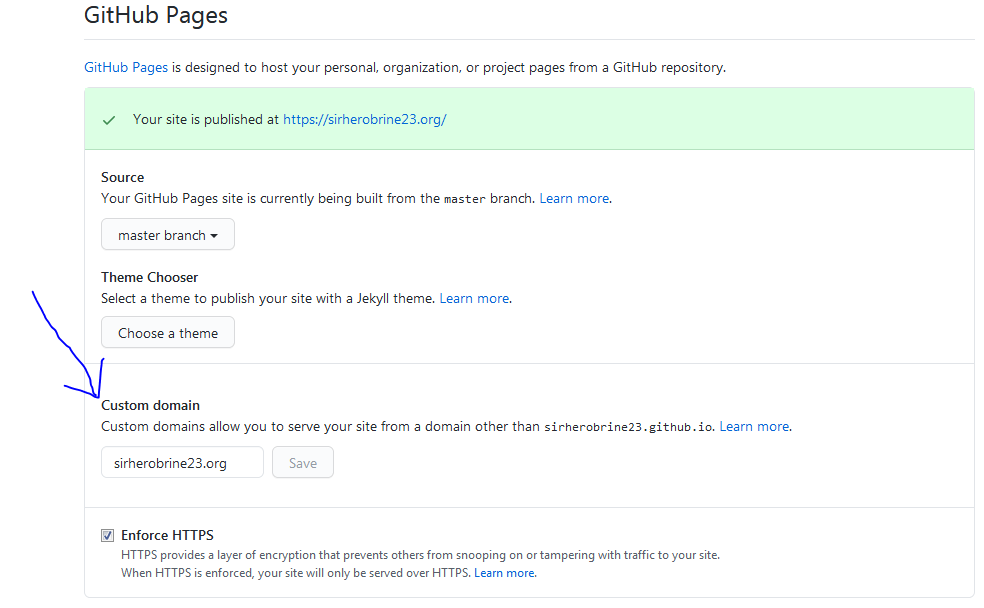 GitHub Pages
GitHub Pages is designed to host your personal, organization, or project pages from a GitHub repository.
Your site is published at https://sirherobrine23.org/
Source
Your GitHub Pages site is currently being built from the master branch. Learn more.
master branch
Theme Chooser
Select a theme to publish your site with a Jekyll theme. Learn more.
Choose a theme
Custom domain
Custom domains allow you to serve your site from a domain other than sirherobrine23.github.io. Learn more.
sirherobrine23.org Save
Enforce HTTPS
HTTPS provides a layer of encryption that prevents others from snooping on or tampering with traffic to your site.
When HTTPS is enforced, your site will only be served over HTTPS. Learn more.